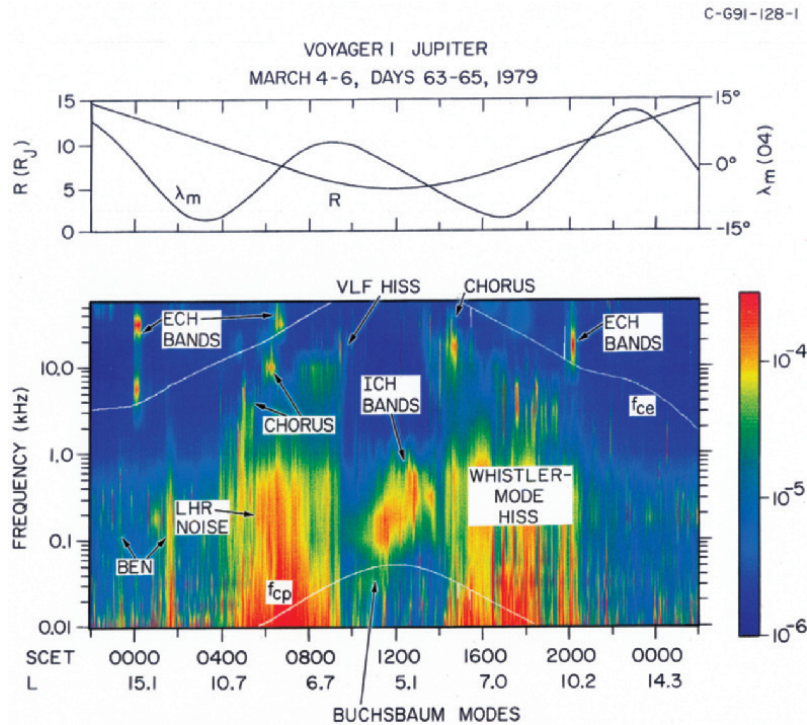 C-G91-128-1
VOYAGER 1 JUPITER
MARCH 4-6, DAYS 63-65, 1979
15
10
5
0
R (RJ)
λm
R
15°
0°
-15°
λm (O4)
VLF HISS
CHORUS
ECH
BANDS
ECH
BANDS
ICH
BANDS
CHORUS
fce
LHR
NOISE
WHISTLER-
MODE
HISS
BEN
fcp
10.0
1.0
0.1
0.01
FREQUENCY (kHz)
10-4
10-5
10-6
SCET 0000 0400 0800 1200 1600 2000 0000
L 15.1 10.7 6.7 5.1 7.0 10.2 14.3
BUCHSBAUM MODES